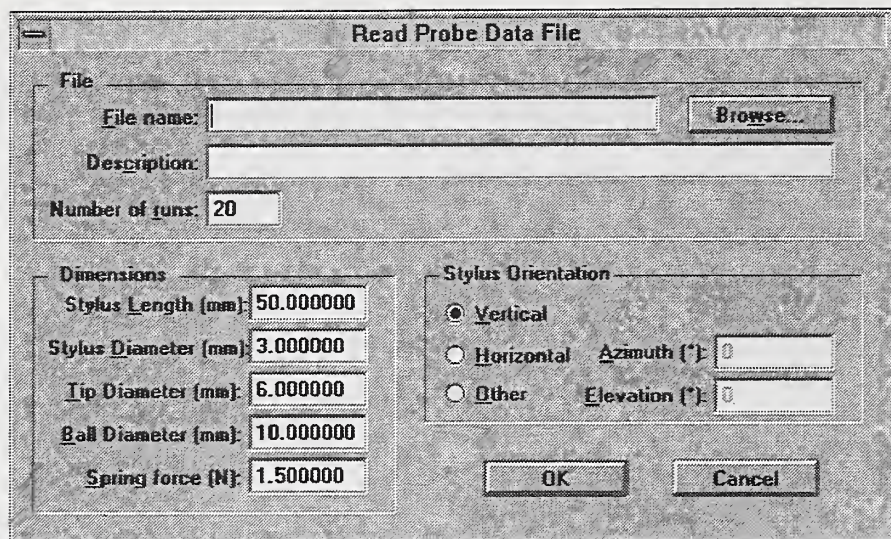 Read Probe Data File
File
File name:
Browse...
Description:
Number of runs: 20
Dimensions
Stylus Length (mm): 50.000000
Stylus Diameter (mm): 3.000000
Tip Diameter (mm): 6.000000
Ball Diameter (mm): 10.000000
Spring force (N): 1.500000
Stylus Orientation
Vertical
Horizontal
Azimuth (°): 0
Other
Elevation (°): 0
OK
Cancel